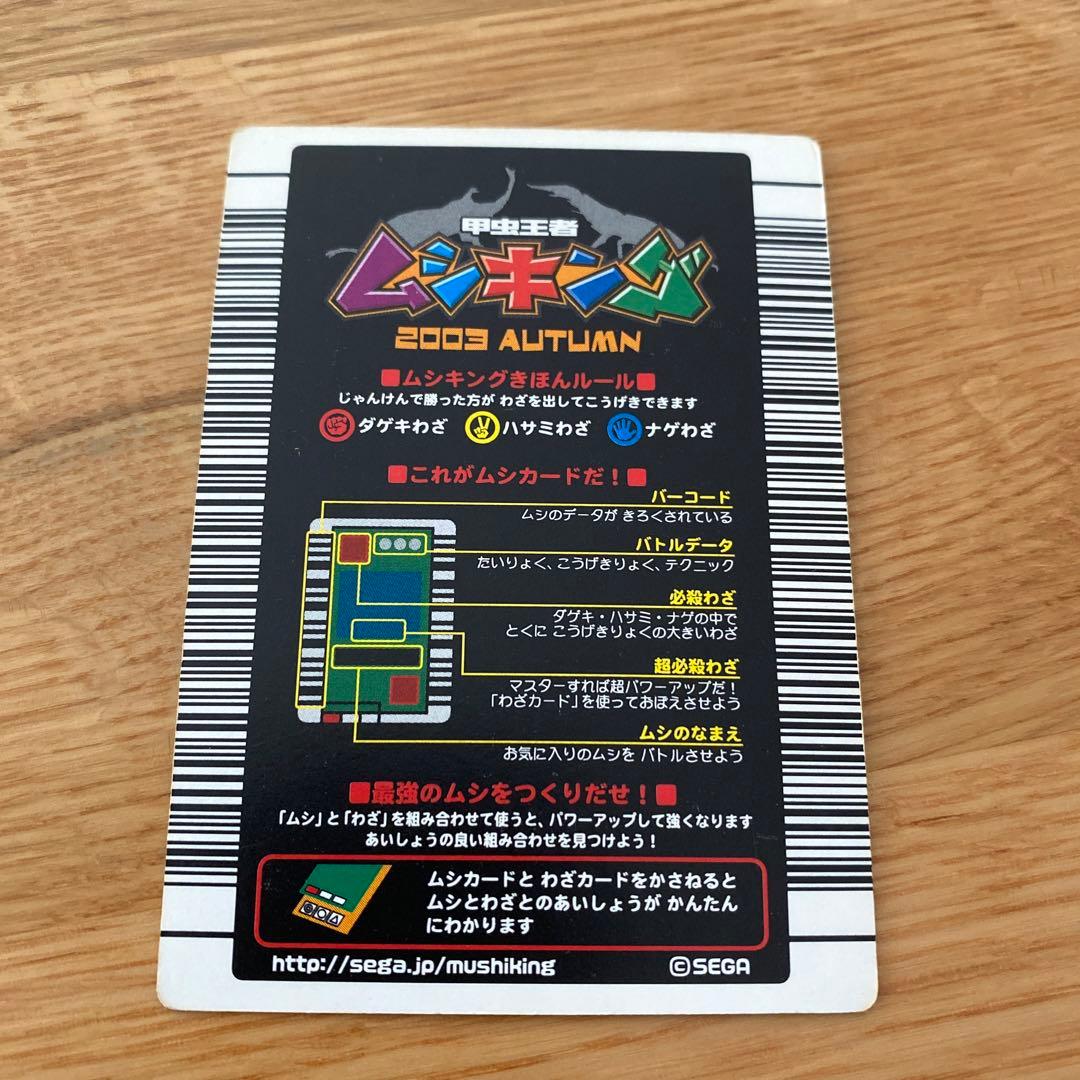 甲虫王者
ムシキング
2003 AUTUMN
■ムシキングきほんルール■
じゃんけんで勝った方が わざを出してこうげきできます
ダゲキわざ ハサミわざ ナゲわざ
■これがムシカードだ！■
バーコード
ムシのデータが きろくされている
バトルデータ
たいりょく、こうげきりょく、テクニック
必殺わざ
ダゲキ・ハサミ・ナゲの中で
とくに こうげきりょくの大きいわざ
超必殺わざ
マスターすれば超パワーアップだ！
「わざカード」を使っておぼえさせよう
ムシのなまえ
お気に入りのムシを バトルさせよう
■最強のムシをつくりだせ！■
「ムシ」と「わざ」を組み合わせて使うと、パワーアップして強くなります
あいしょうの良い組み合わせを見つけよう！
ムシカードと わざカードをかさねると
ムシとわざとのあいしょうが かんたん
にわかります
http://sega.jp/mushiking
©SEGA